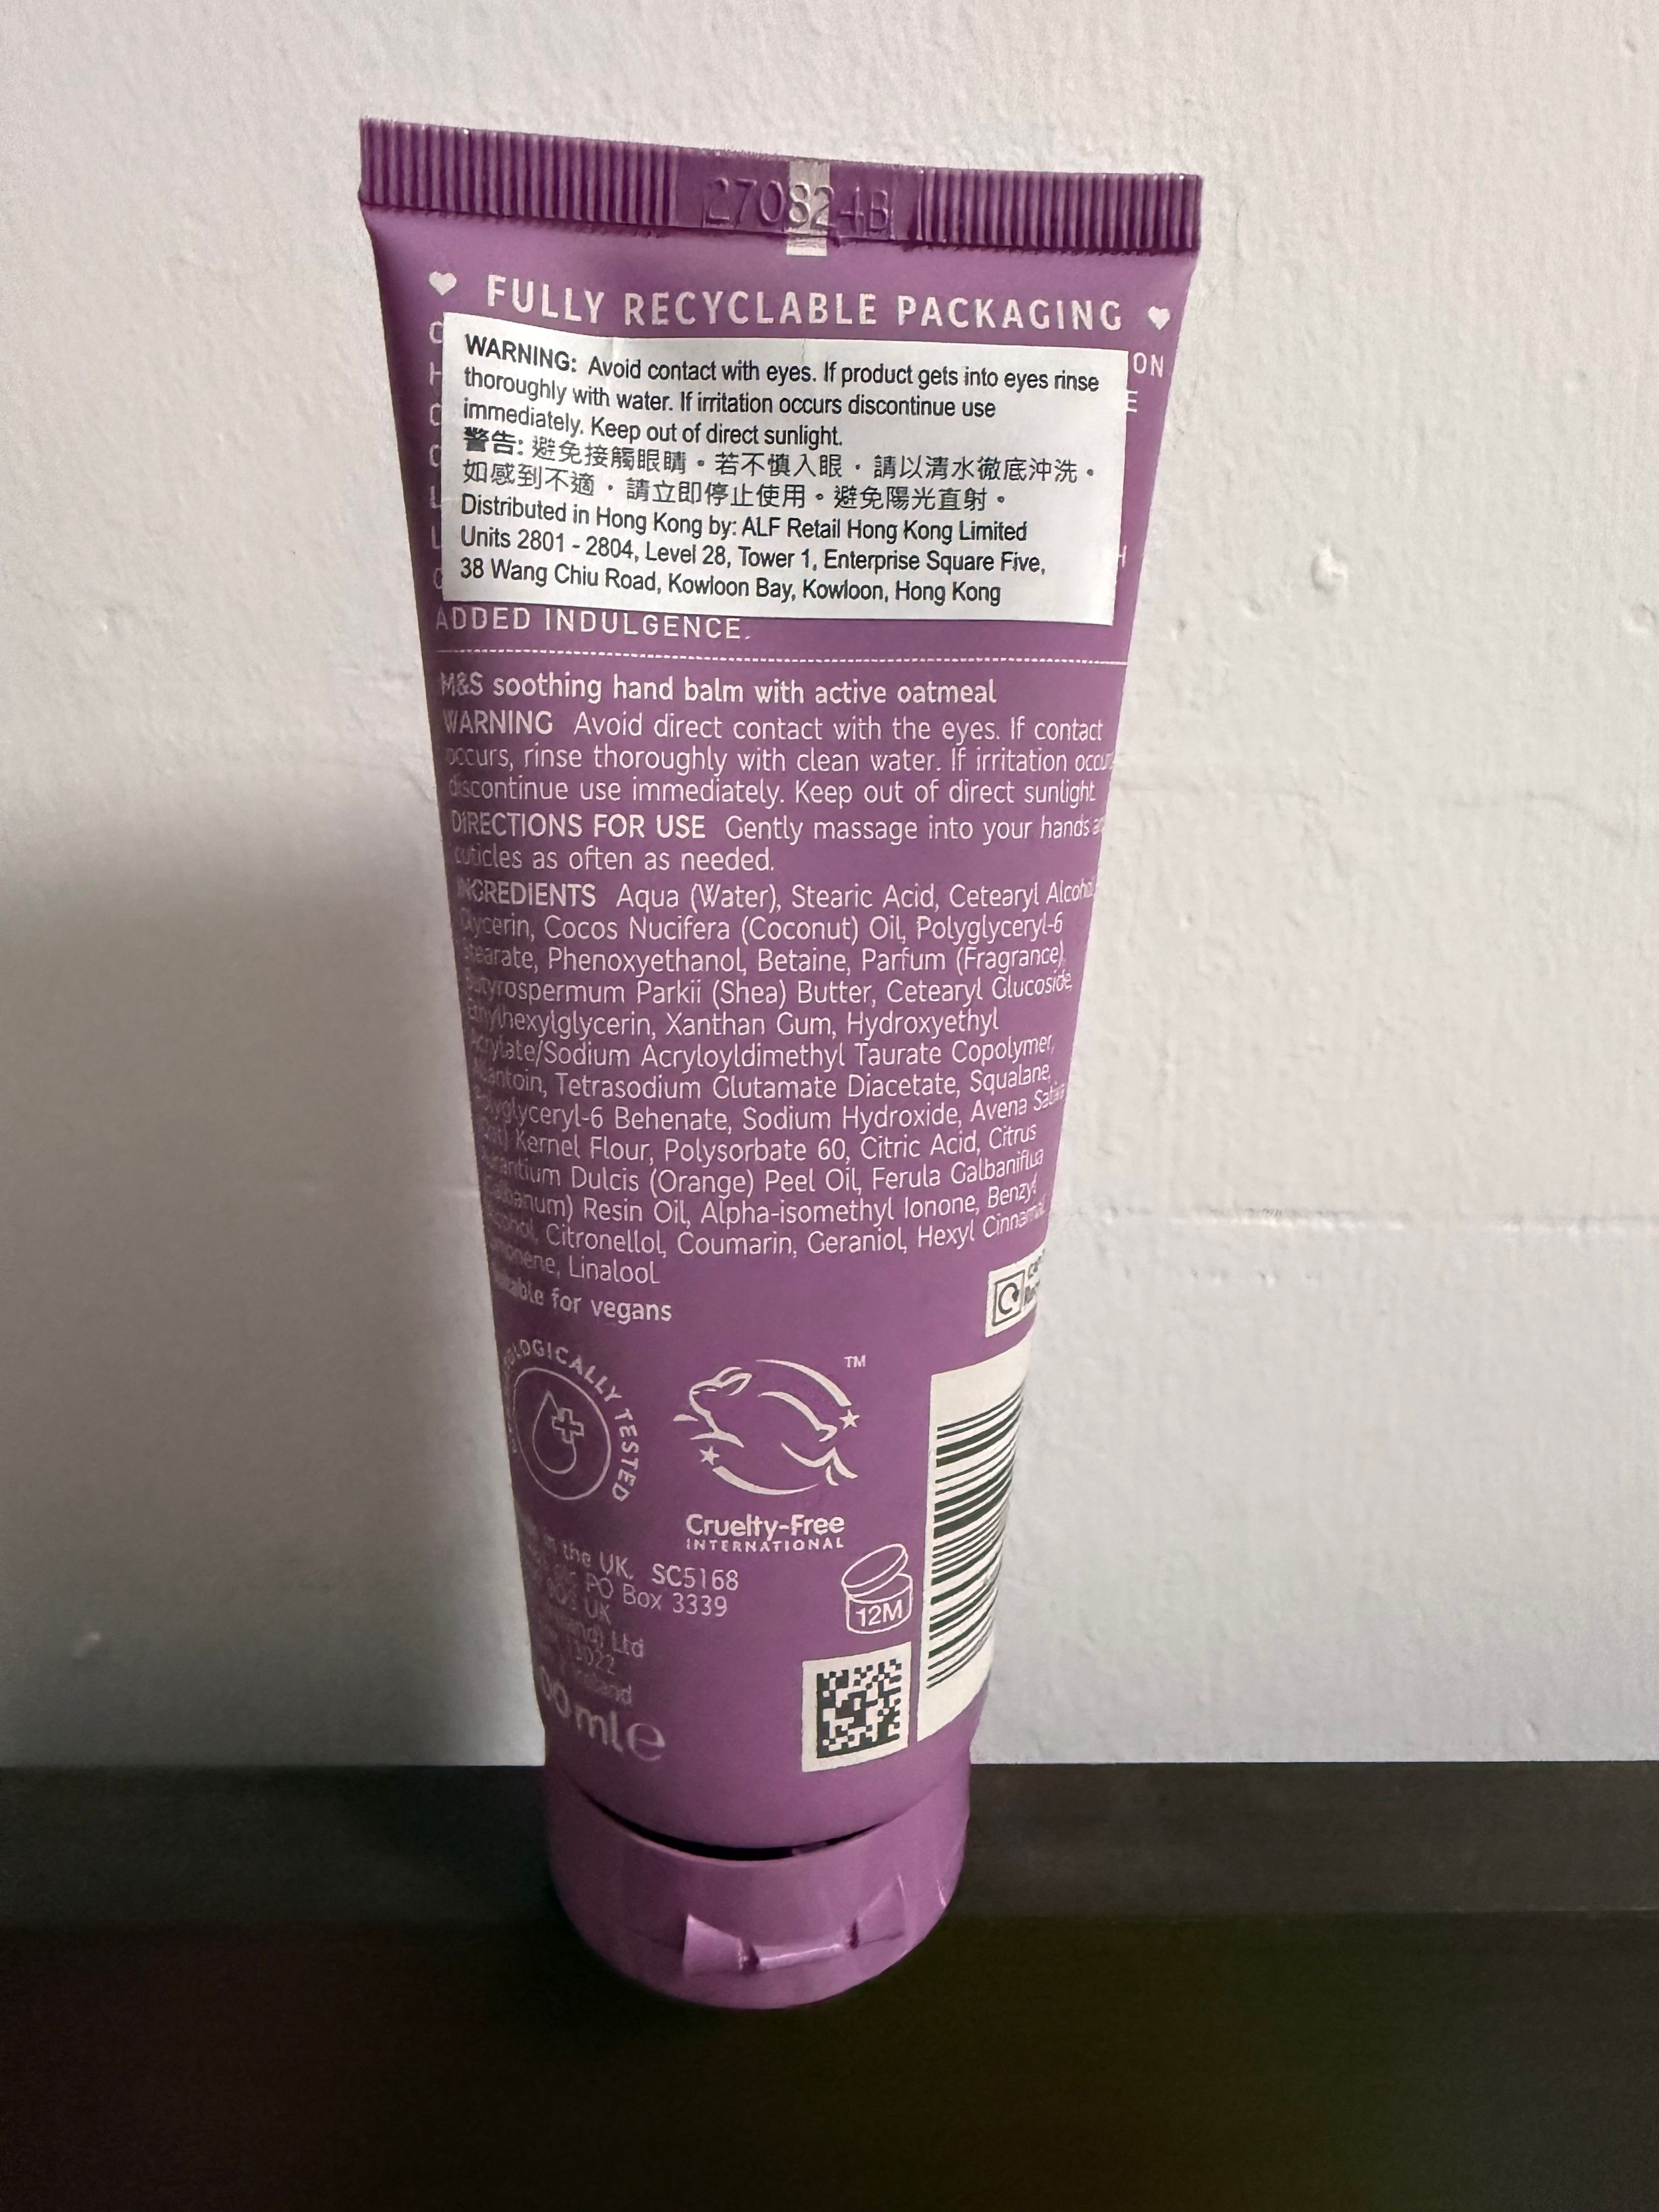 270824B
FULLY RECYCLABLE PACKAGING
ON
WARNING: Avoid contact with eyes. If product gets into eyes rinse
thoroughly with water. If irritation occurs discontinue use
immediately. Keep out of direct sunlight.
警告: 避免接觸眼睛。若不慎入眼，請以清水徹底沖洗。
如感到不適，請立即停止使用。避免陽光直射。
Distributed in Hong Kong by: ALF Retail Hong Kong Limited
Units 2801 - 2804, Level 28, Tower 1, Enterprise Square Five,
38 Wang Chiu Road, Kowloon Bay, Kowloon, Hong Kong
ADDED INDULGENCE.
M&S soothing hand balm with active oatmeal
WARNING Avoid direct contact with the eyes. If contact
occurs, rinse thoroughly with clean water. If irritation
discontinue use immediately. Keep out of direct sunlight
DIRECTIONS FOR USE Gently massage into your hands
cuticles as often as needed.
INGREDIENTS Aqua (Water), Stearic Acid, Cetearyl Alcohol
Glycerin, Cocos Nucifera (Coconut) Oil, Polyglyceryl-6
Stearate, Phenoxyethanol, Betaine, Parfum (Fragrance),
Butyrospermum Parkii (Shea) Butter, Cetearyl Glucoside,
Ethylhexylglycerin, Xanthan Gum, Hydroxyethyl
Acrylate/Sodium Acryloyldimethyl Taurate Copolymer,
Allantoin, Tetrasodium Glutamate Diacetate, Squalane,
Polyglyceryl-6 Behenate, Sodium Hydroxide, Avena Sativa
(Oat) Kernel Flour, Polysorbate 60, Citric Acid, Citrus
Aurantium Dulcis (Orange) Peel Oil, Ferula Galbaniflua
(Galbanum) Resin Oil, Alpha-isomethyl Ionone, Benzyl
Alcohol, Citronellol, Coumarin, Geraniol, Hexyl Cinnamal,
Limonene, Linalool
Suitable for vegans
TESTED
TM
Cruelty-Free
INTERNATIONAL
in the UK. SC5168
PO Box 3339
UK
Ltd
12M
ml℮